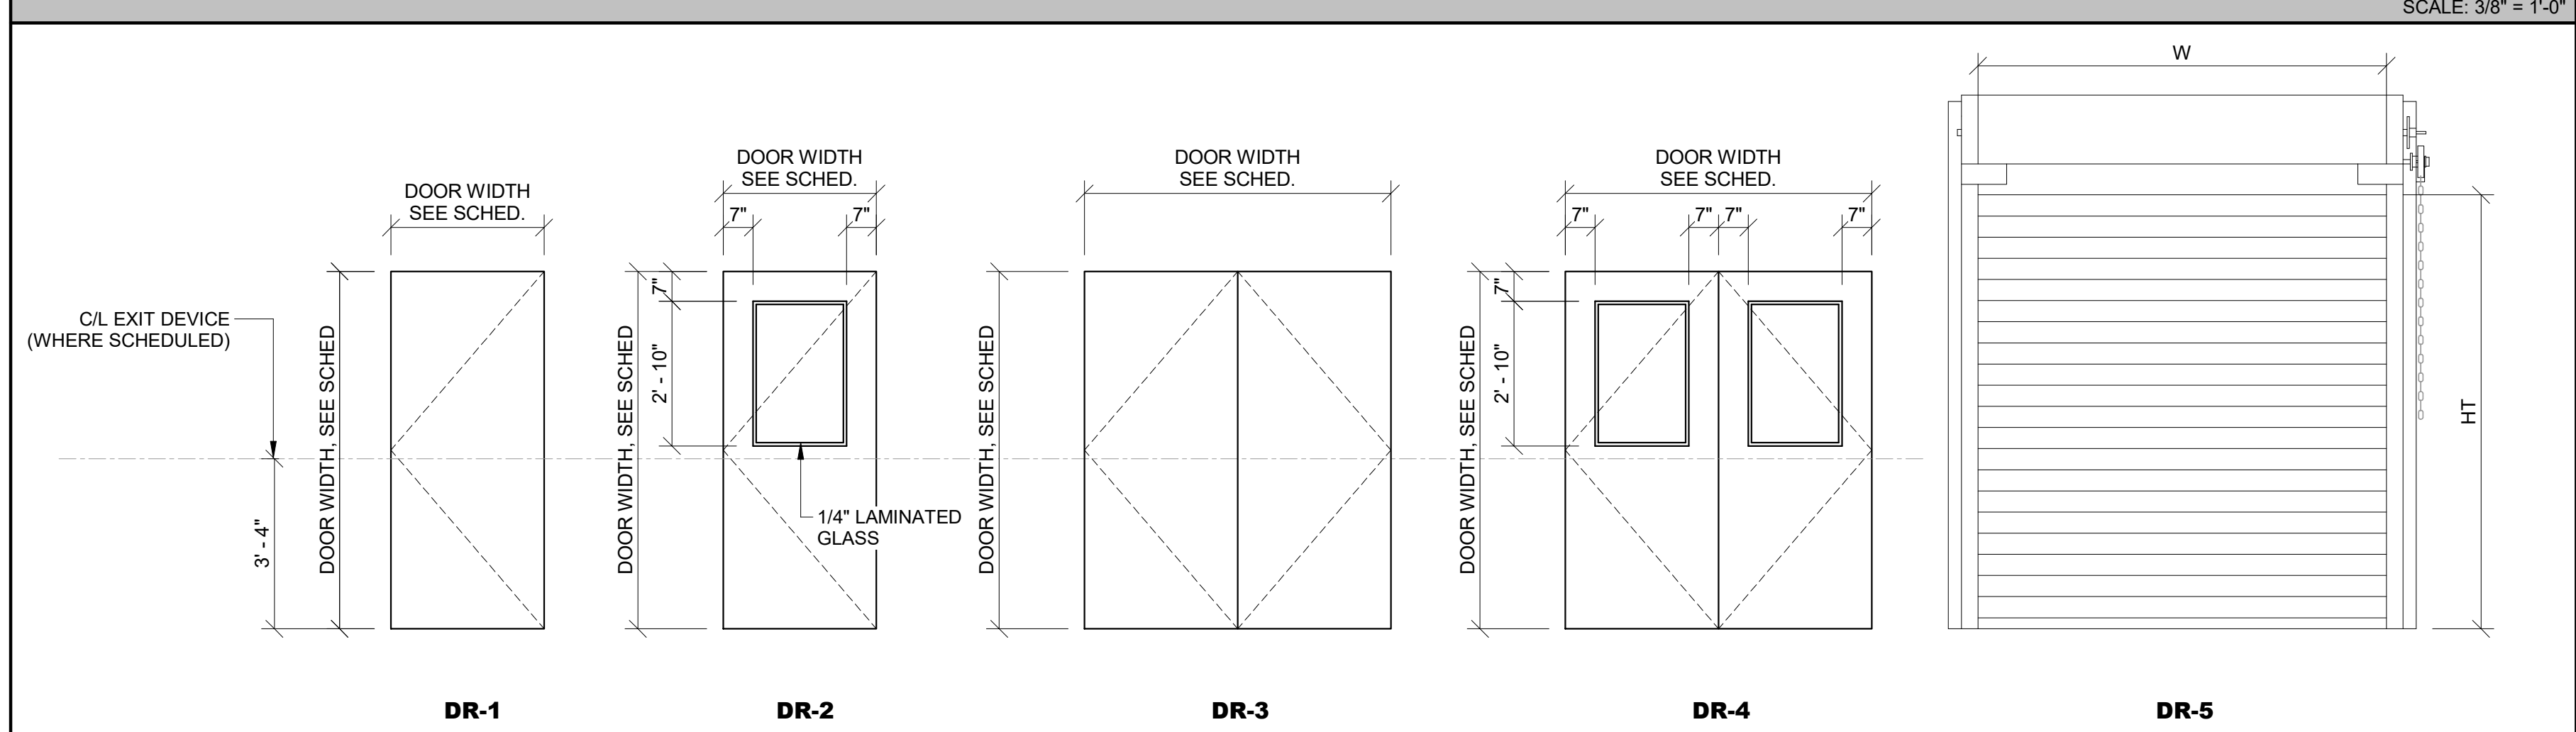 SCALE: 3/8" = 1'-0"
C/L EXIT DEVICE
(WHERE SCHEDULED)
3' - 4"
DOOR WIDTH
SEE SCHED.
DOOR WIDTH, SEE SCHED
DR-1
DOOR WIDTH
SEE SCHED.
7"
7"
7"
2' - 10"
DOOR WIDTH, SEE SCHED
1/4" LAMINATED
GLASS
DR-2
DOOR WIDTH
SEE SCHED.
DOOR WIDTH, SEE SCHED
DR-3
DOOR WIDTH
SEE SCHED.
7"
7"
7"
7"
7"
2' - 10"
DOOR WIDTH, SEE SCHED
DR-4
W
HT
DR-5